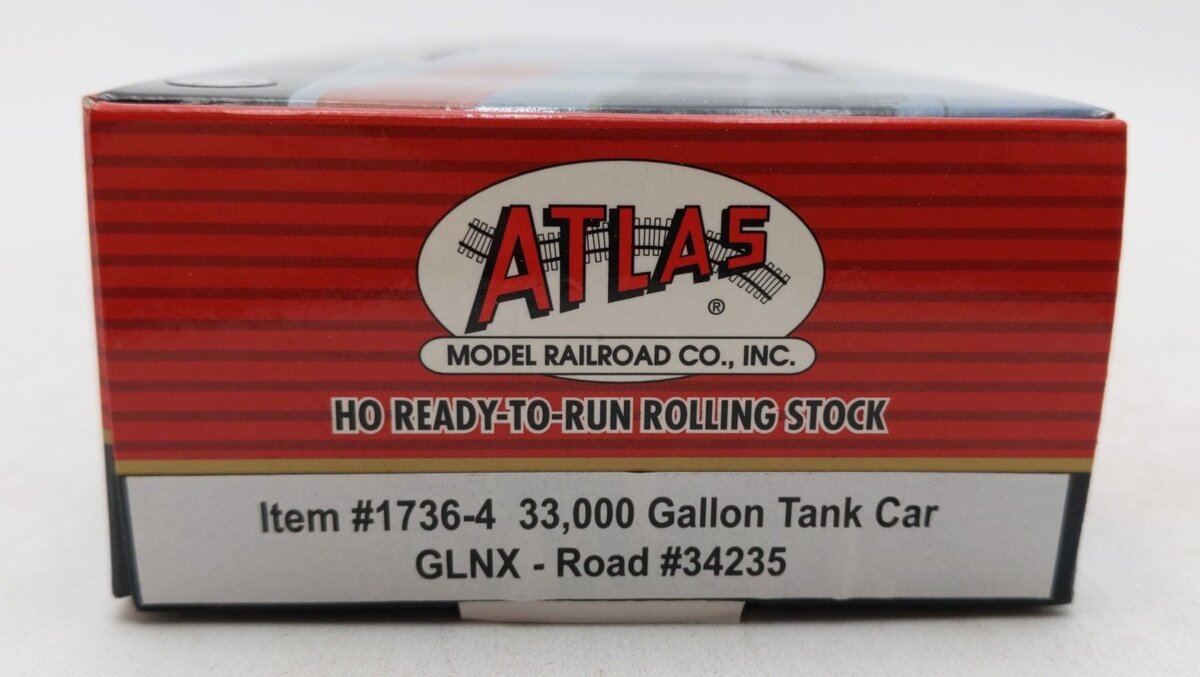 ATLAS
®
MODEL RAILROAD CO., INC.
HO READY-TO-RUN ROLLING STOCK
Item #1736-4 33,000 Gallon Tank Car
GLNX - Road #34235